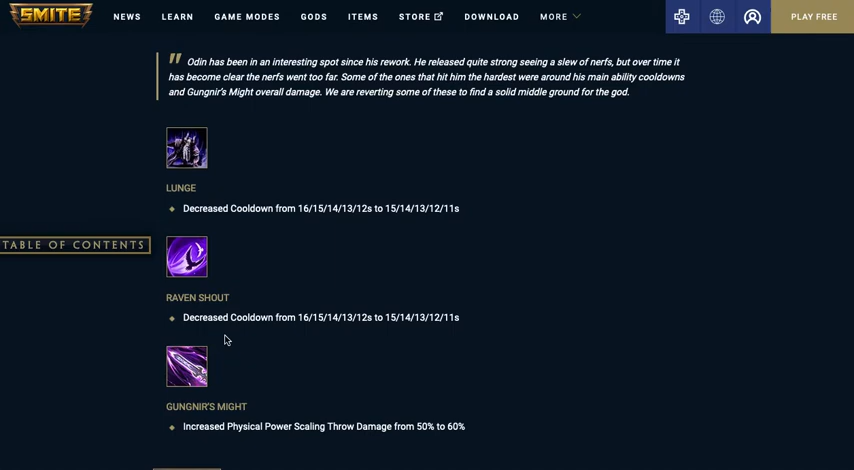 SMITE
NEWS LEARN GAME MODES GODS ITEMS STORE DOWNLOAD MORE PLAY FREE
" Odin has been in an interesting spot since his rework. He released quite strong seeing a slew of nerfs, but over time it
has become clear the nerfs went too far. Some of the ones that hit him the hardest were around his main ability cooldowns
and Gungnir's Might overall damage. We are reverting some of these to find a solid middle ground for the god.
LUNGE
Decreased Cooldown from 16/15/14/13/12s to 15/14/13/12/11s
TABLE OF CONTENTS
RAVEN SHOUT
Decreased Cooldown from 16/15/14/13/12s to 15/14/13/12/11s
GUNGNIR'S MIGHT
Increased Physical Power Scaling Throw Damage from 50% to 60%